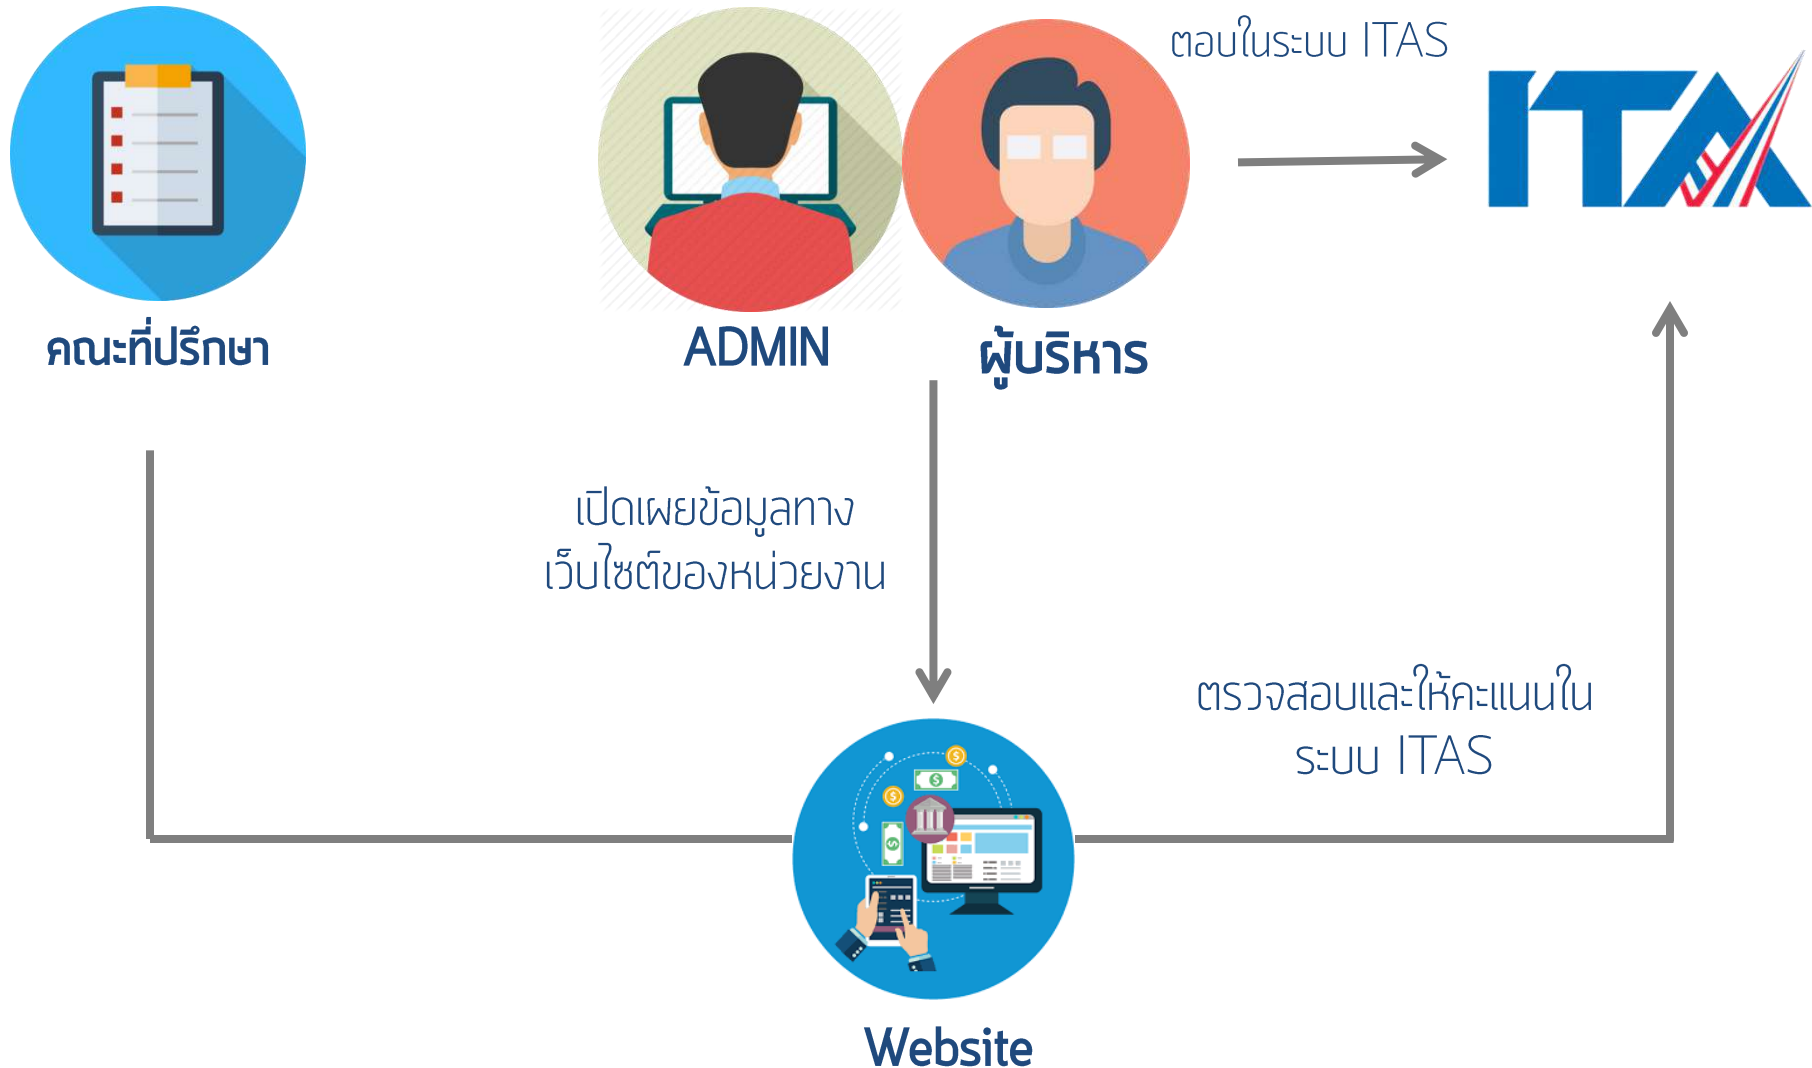 ตอบในระบบ ITAS
ITA
คณะที่ปรึกษา
ADMIN
ผู้บริหาร
เปิดเผยข้อมูลทาง
เว็บไซต์ของหน่วยงาน
ตรวจสอบและให้คะแนนใน
ระบบ ITAS
Website